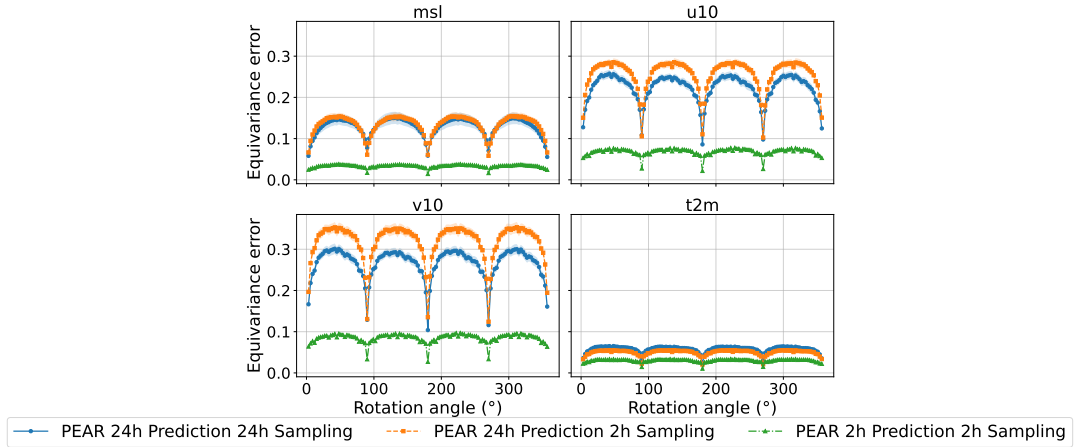 msl
u10
Equivariance error
0.3
0.2
0.1
0.0
v10
t2m
Equivariance error
0.3
0.2
0.1
0.0
0
100
200
300
0
100
200
300
Rotation angle (°)
Rotation angle (°)
PEAR 24h Prediction 24h Sampling
PEAR 24h Prediction 2h Sampling
PEAR 2h Prediction 2h Sampling